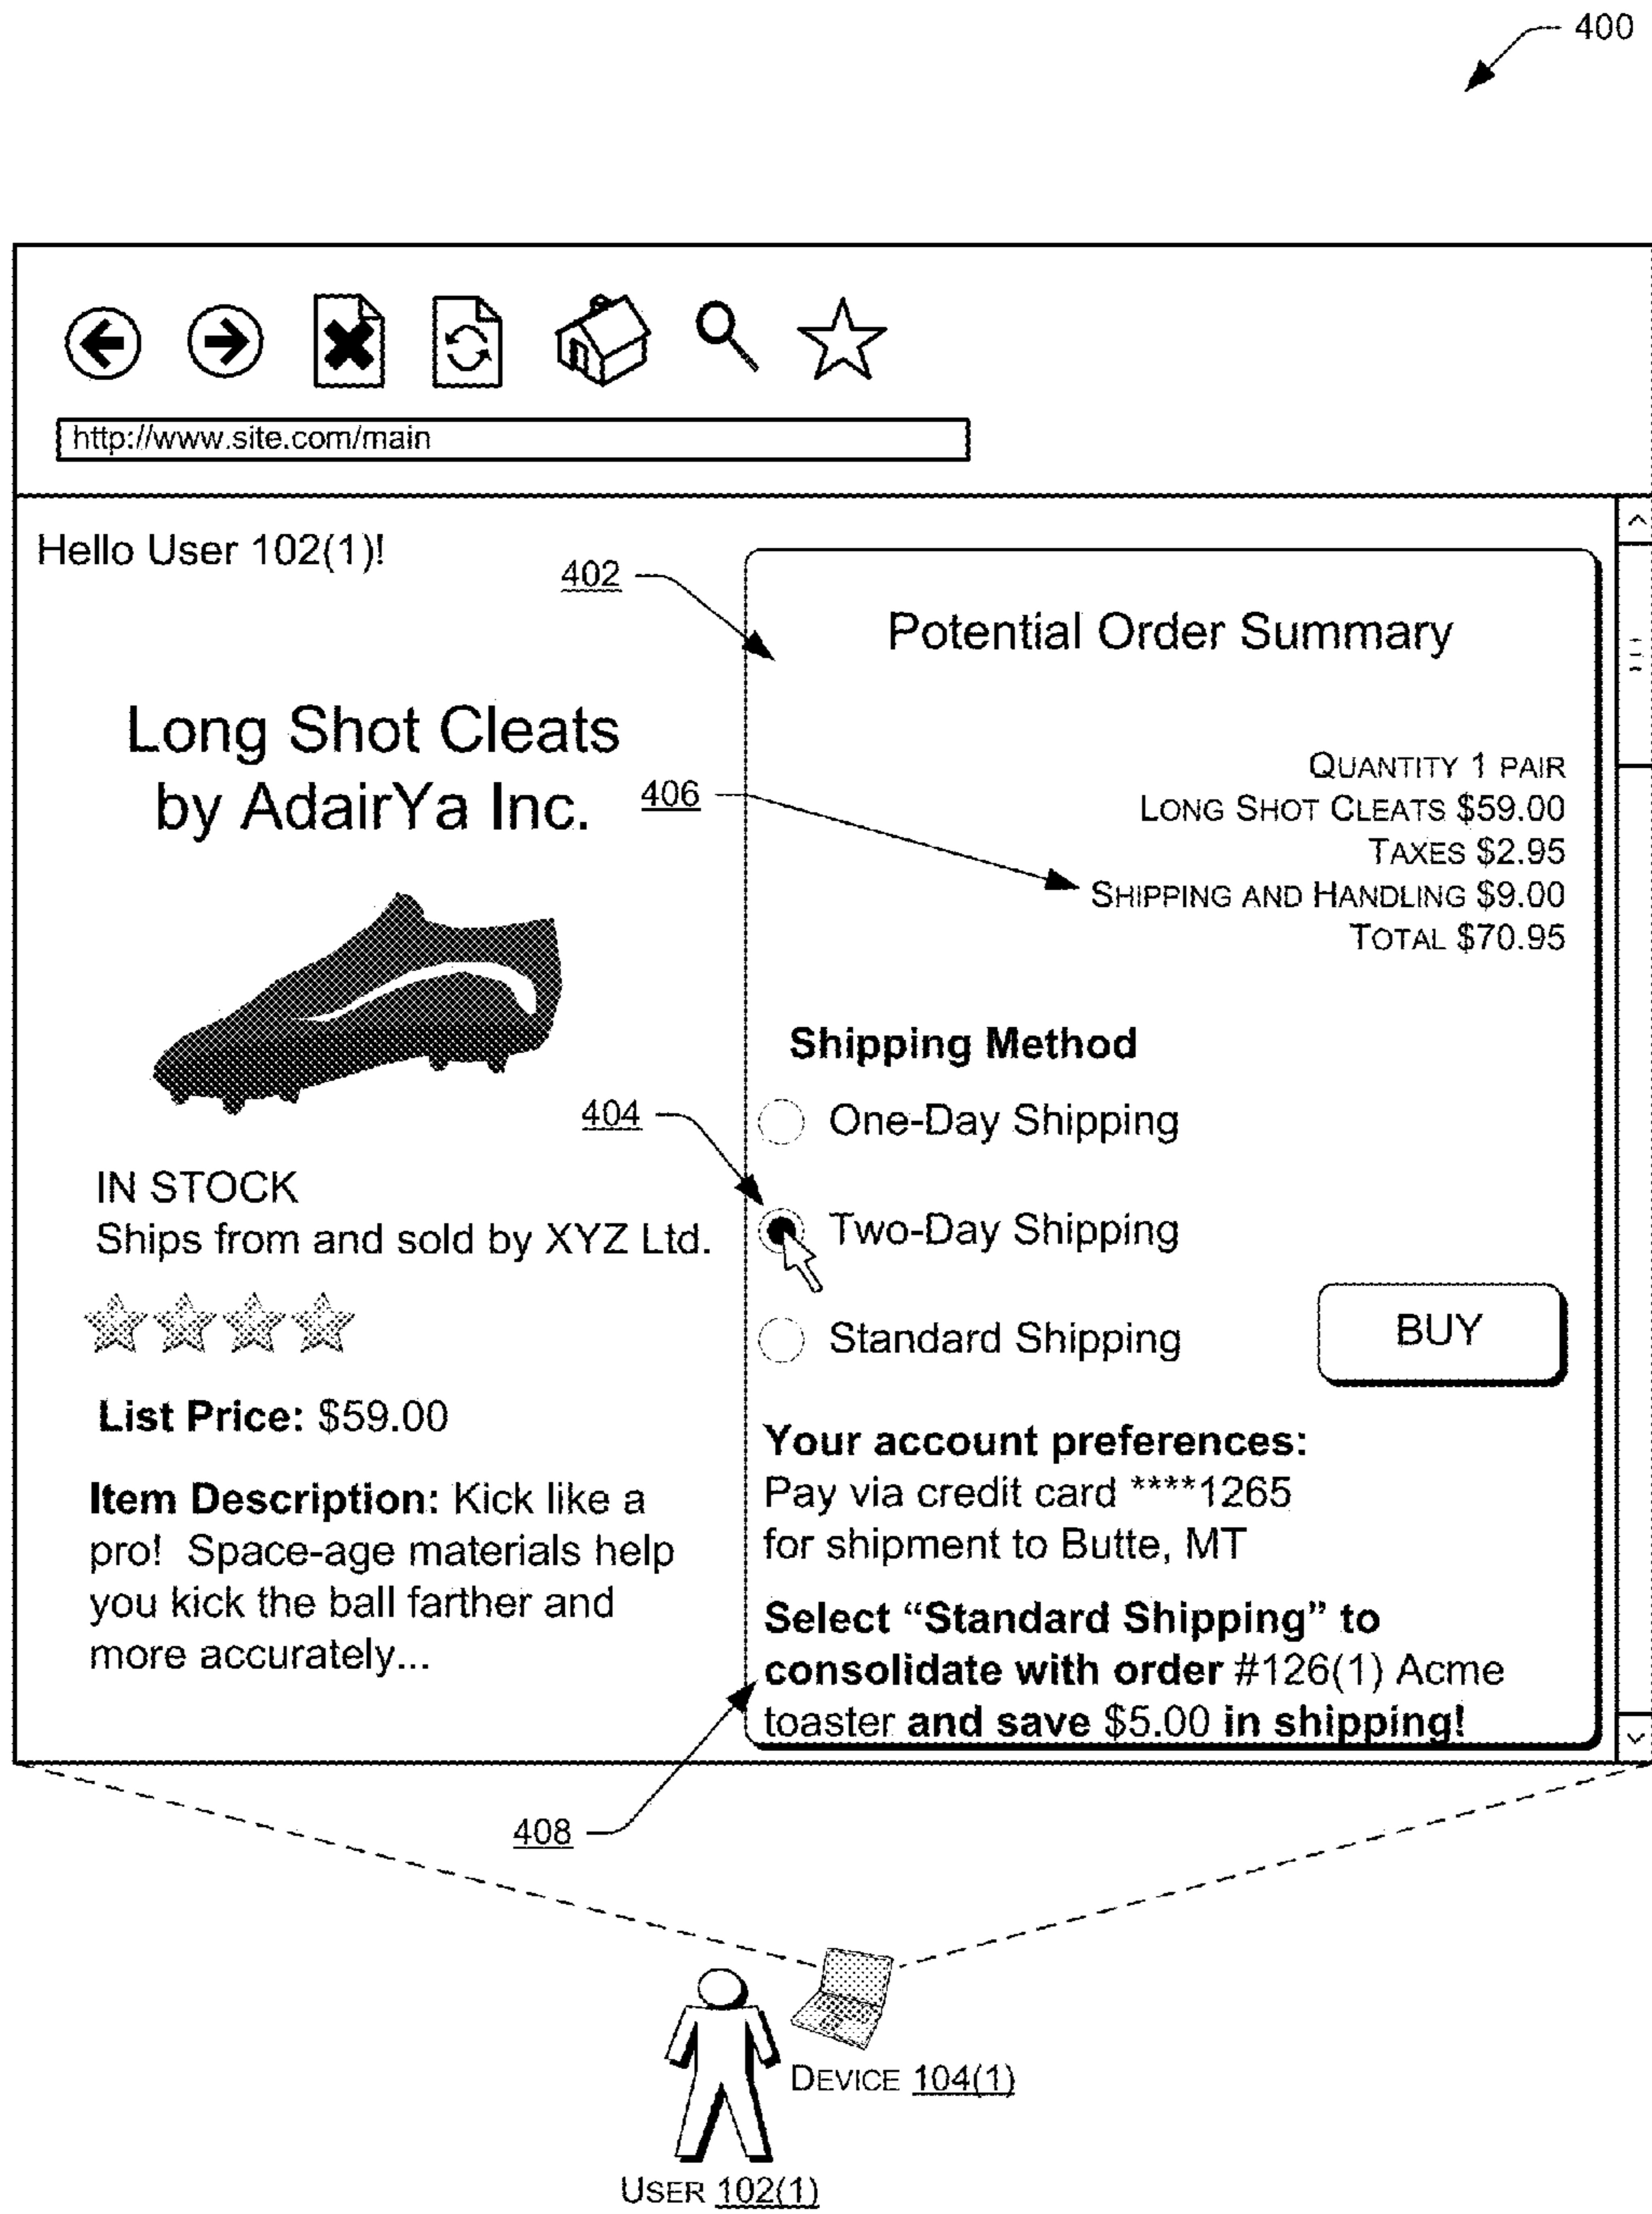 400
http://www.site.com/main
Hello User 102(1)!
402
Long Shot Cleats
by AdairYa Inc.
406
IN STOCK
Ships from and sold by XYZ Ltd.
List Price: $59.00
Item Description: Kick like a
pro! Space-age materials help
you kick the ball farther and
more accurately...
Potential Order Summary
QUANTITY 1 PAIR
LONG SHOT CLEATS $59.00
TAXES $2.95
SHIPPING AND HANDLING $9.00
TOTAL $70.95
Shipping Method
404
One-Day Shipping
Two-Day Shipping
Standard Shipping
BUY
Your account preferences:
Pay via credit card ****1265
for shipment to Butte, MT
Select “Standard Shipping” to
consolidate with order #126(1) Acme
toaster and save $5.00 in shipping!
408
DEVICE 104(1)
USER 102(1)